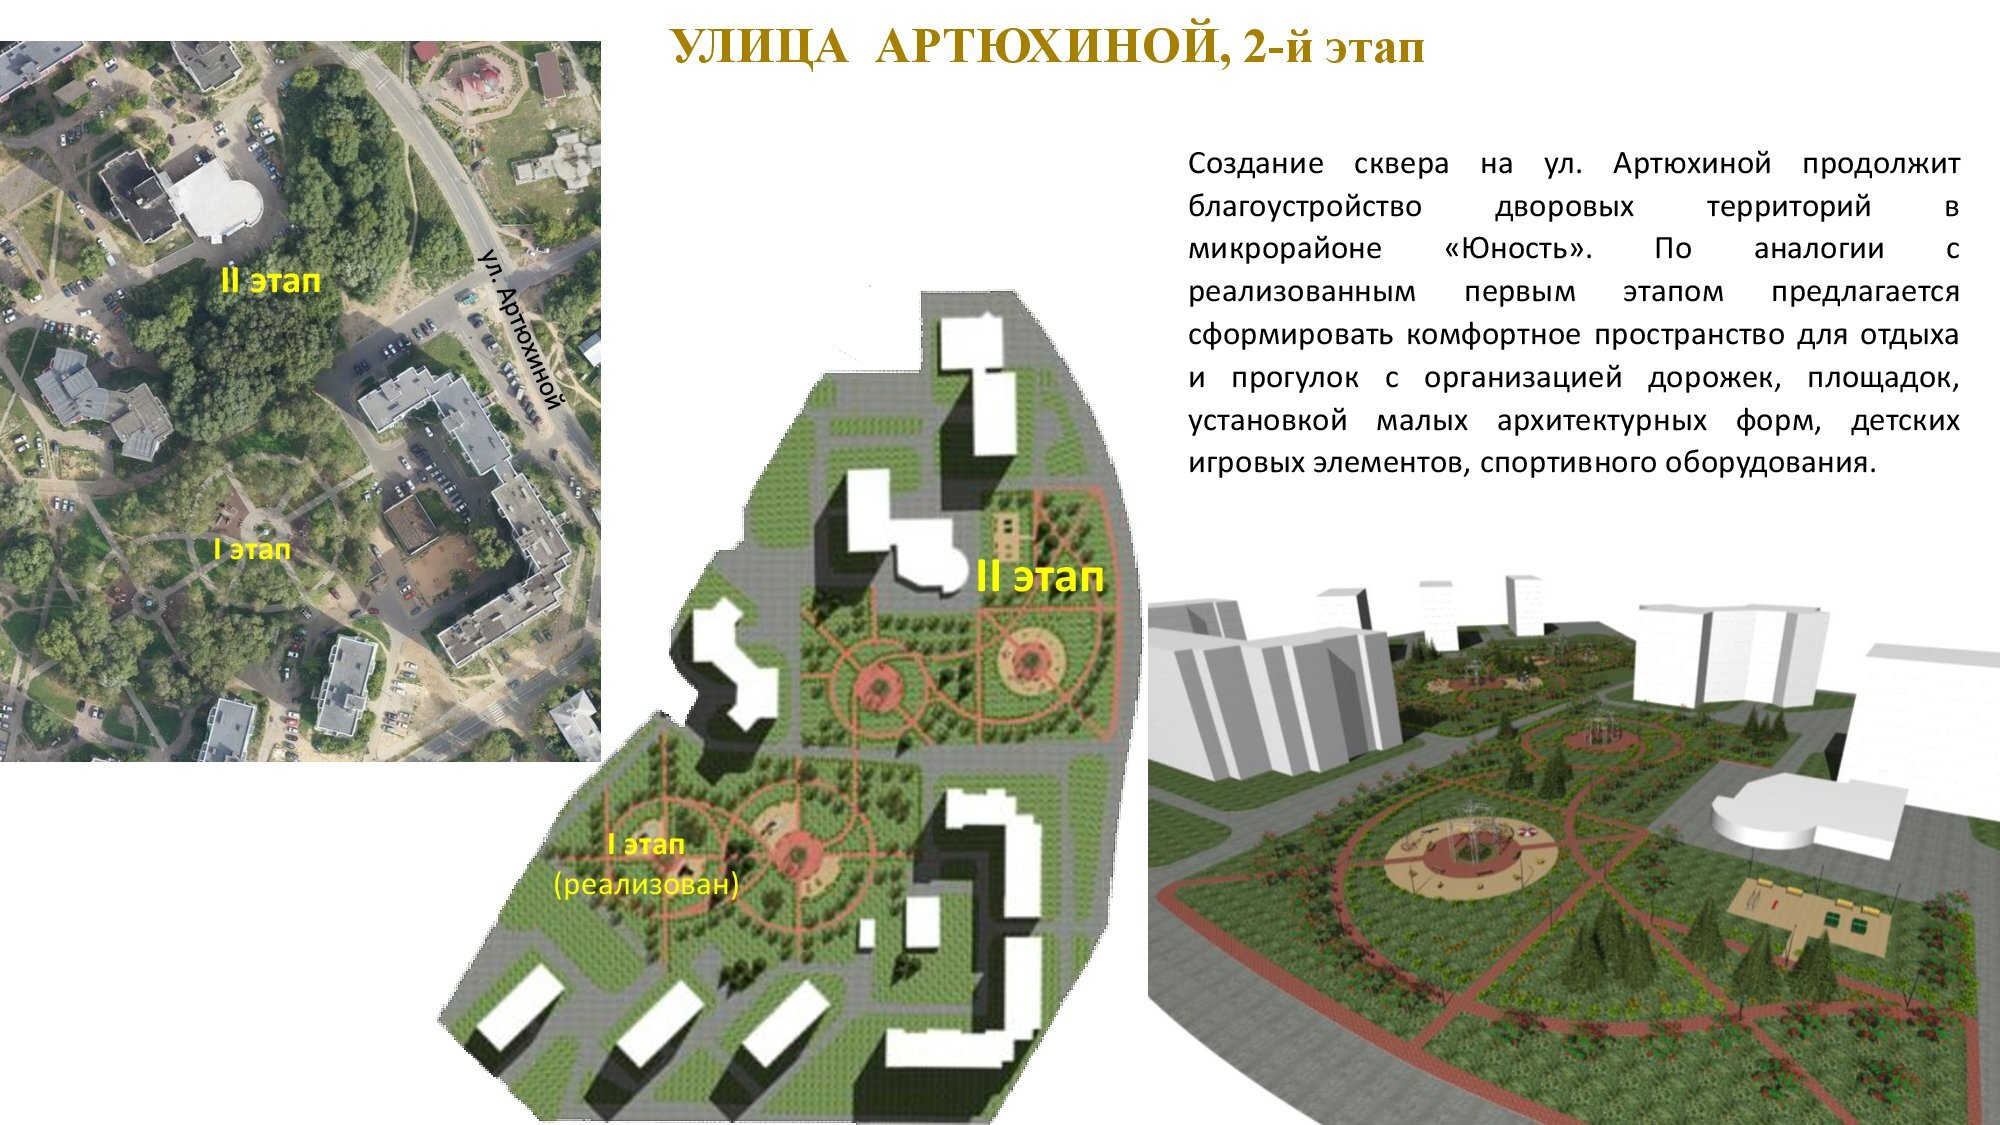 УЛИЦА АРТЮХИНОЙ, 2-й этап
Создание сквера на ул. Артюхиной продолжит
благоустройство дворовых территорий в
микрорайоне «Юность». По аналогии с
реализованным первым этапом предлагается
сформировать комфортное пространство для отдыха
и прогулок с организацией дорожек, площадок,
установкой малых архитектурных форм, детских
игровых элементов, спортивного оборудования.
II этап
ул. Артюхиной
I этап
II этап
I этап
(реализован)